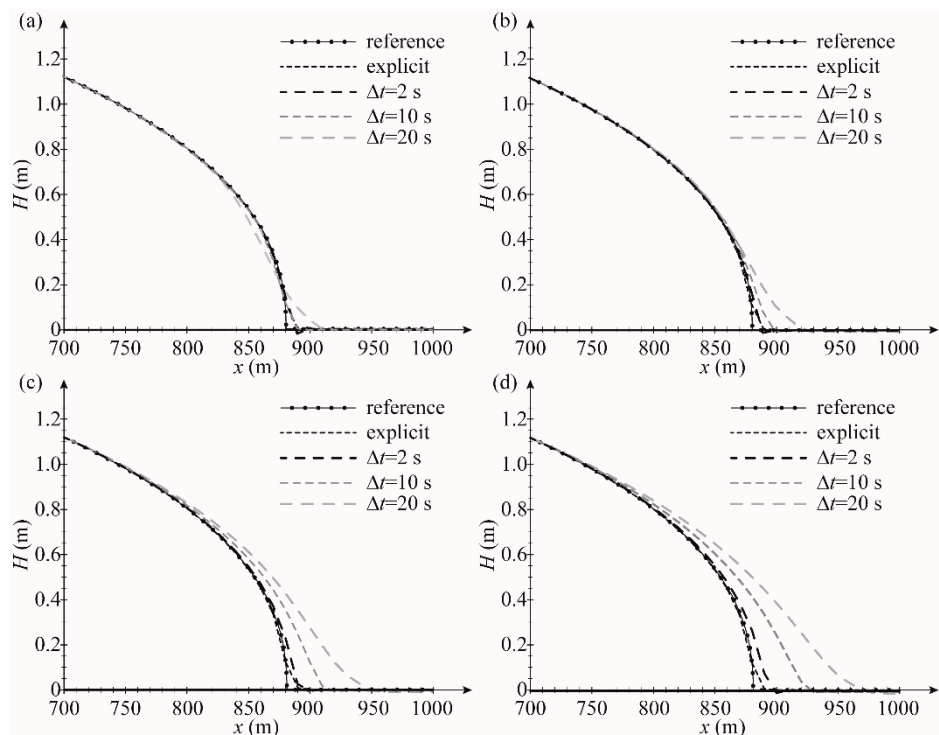 (a)
reference
explicit
Δt=2 s
Δt=10 s
Δt=20 s
H (m)
1.2
1.0
0.8
0.6
0.4
0.2
0
700 750 800 850 900 950 1000
x (m)
(b)
reference
explicit
Δt=2 s
Δt=10 s
Δt=20 s
H (m)
1.2
1.0
0.8
0.6
0.4
0.2
0
700 750 800 850 900 950 1000
x (m)
(c)
reference
explicit
Δt=2 s
Δt=10 s
Δt=20 s
H (m)
1.2
1.0
0.8
0.6
0.4
0.2
0
700 750 800 850 900 950 1000
x (m)
(d)
reference
explicit
Δt=2 s
Δt=10 s
Δt=20 s
H (m)
1.2
1.0
0.8
0.6
0.4
0.2
0
700 750 800 850 900 950 1000
x (m)